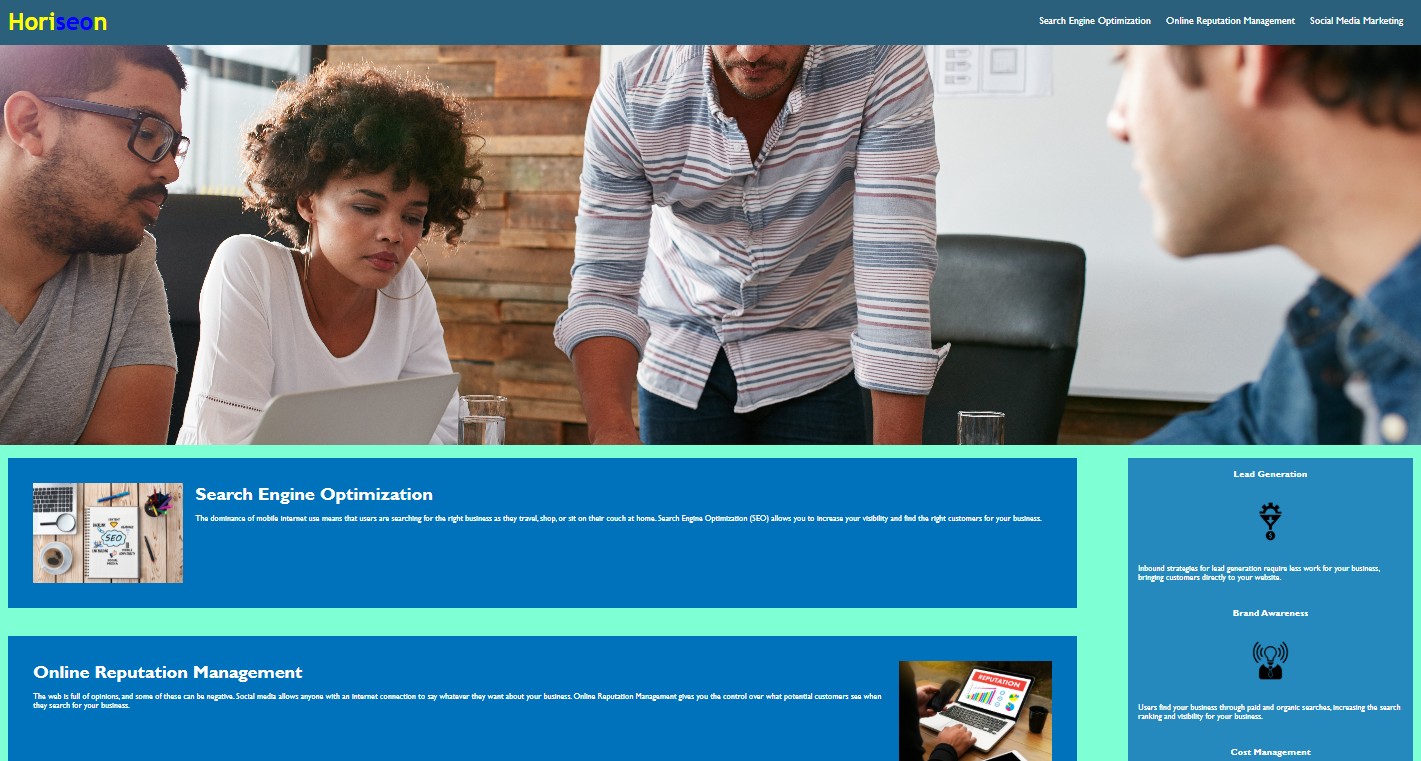 Horiseon
Search Engine Optimization
Online Reputation Management
Social Media Marketing
Search Engine Optimization
The dominance of mobile internet use means that users are searching for the right business as they travel, shop, or sit on their couch at home. Search Engine Optimization (SEO) allows you to increase your visibility and find the right customers for your business.
SEO
Online Reputation Management
The web is full of opinions, and some of these can be negative. Social media allows anyone with an internet connection to say whatever they want about your business. Online Reputation Management gives you the control over what potential customers see when
they search for your business.
REPUTATION
Lead Generation
Inbound strategies for lead generation require less work for your business,
bringing customers directly to your website.
Brand Awareness
Users find your business through paid and organic searches, increasing the search
ranking and visibility for your business.
Cost Management